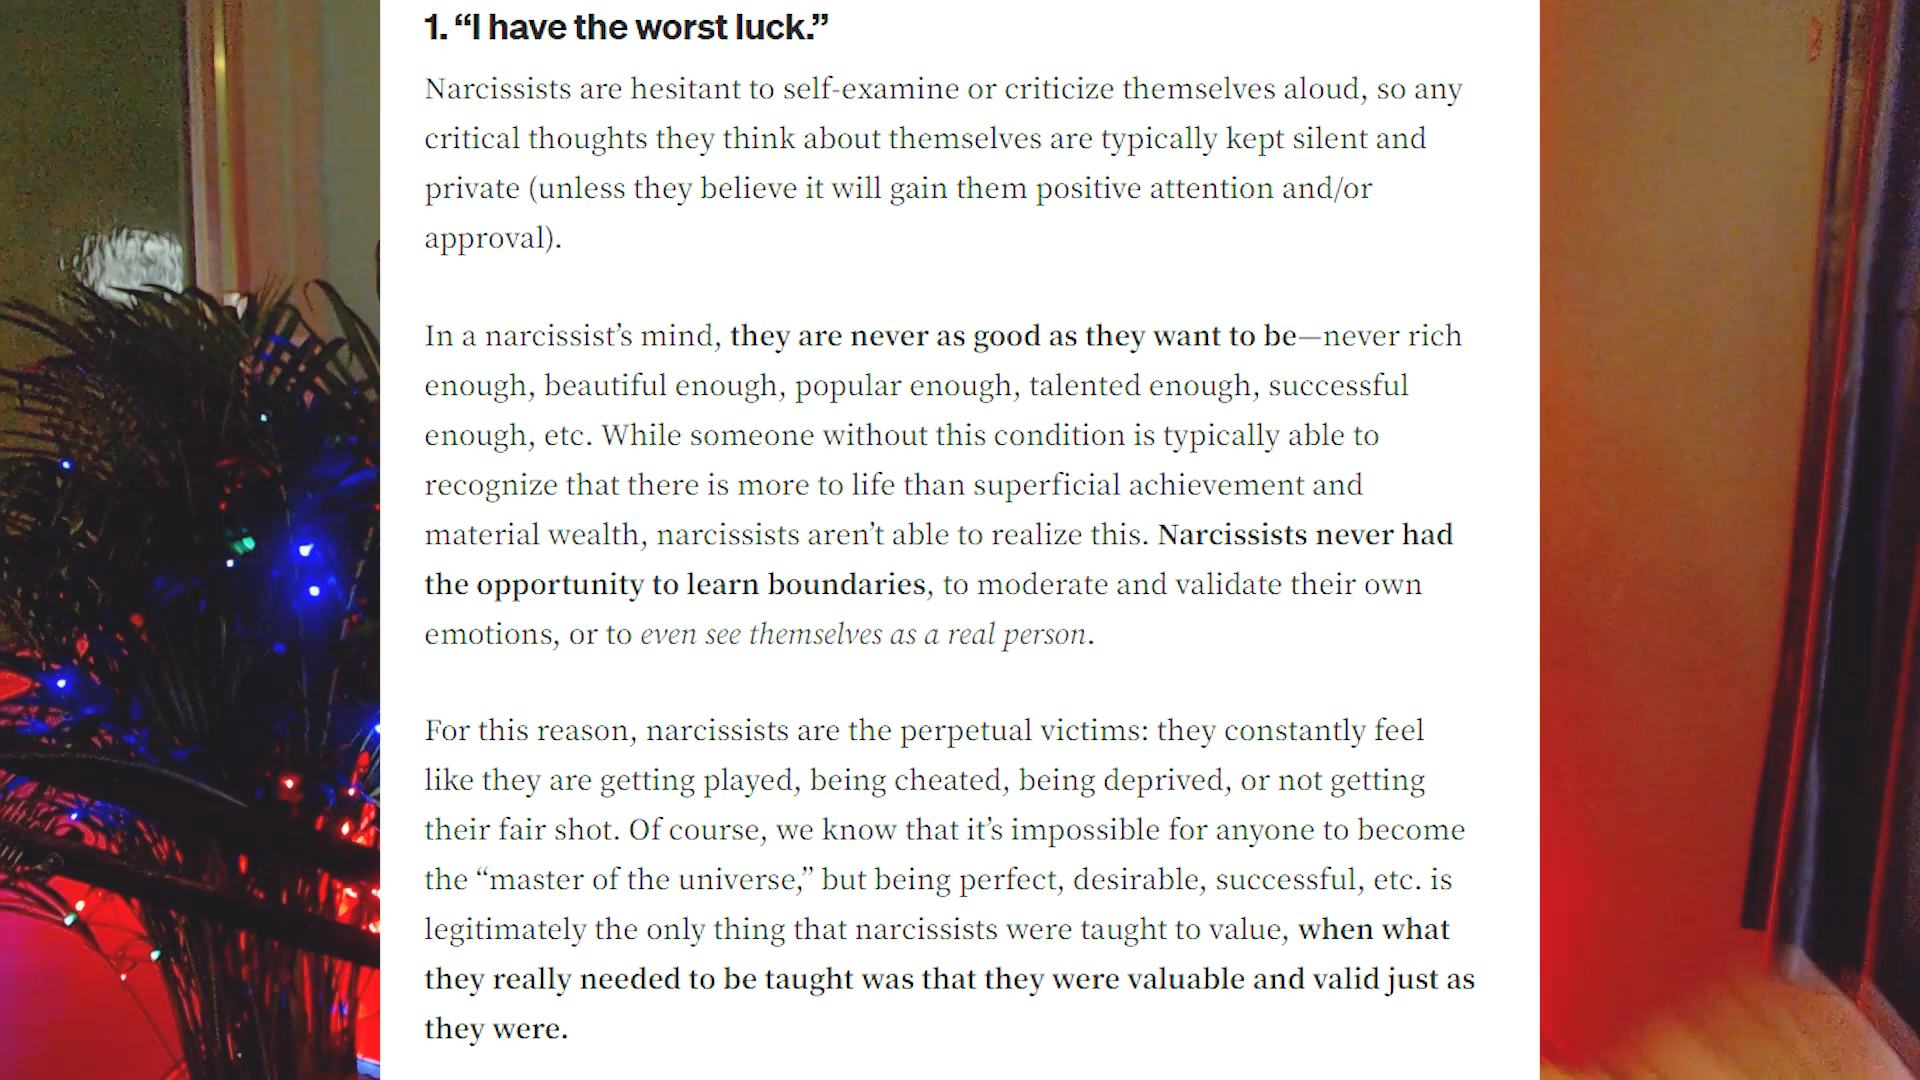 1. “I have the worst luck.”
Narcissists are hesitant to self-examine or criticize themselves aloud, so any
critical thoughts they think about themselves are typically kept silent and
private (unless they believe it will gain them positive attention and/or
approval).
In a narcissist’s mind, they are never as good as they want to be—never rich
enough, beautiful enough, popular enough, talented enough, successful
enough, etc. While someone without this condition is typically able to
recognize that there is more to life than superficial achievement and
material wealth, narcissists aren’t able to realize this. Narcissists never had
the opportunity to learn boundaries, to moderate and validate their own
emotions, or to even see themselves as a real person.
For this reason, narcissists are the perpetual victims: they constantly feel
like they are getting played, being cheated, being deprived, or not getting
their fair shot. Of course, we know that it’s impossible for anyone to become
the “master of the universe,” but being perfect, desirable, successful, etc. is
legitimately the only thing that narcissists were taught to value, when what
they really needed to be taught was that they were valuable and valid just as
they were.